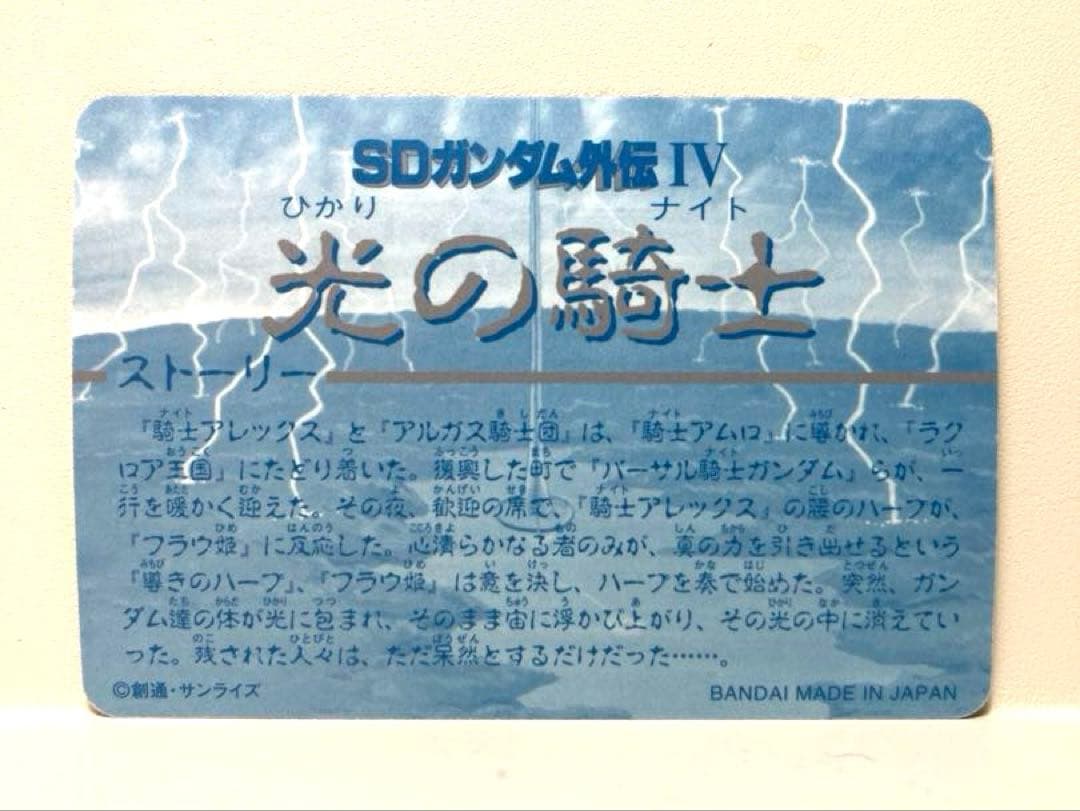 SDガンダム外伝IV
ひかり ナイト
光の騎士
ストーリー
『騎士アレックス』と『アルガス騎士団』は、『騎士アムロ』に導かれ、『ラク
ロア王国』にたどり着いた。復興した町で『バーサル騎士ガンダム』らが、一
行を暖かく迎えた。その夜、歓迎の席で、『騎士アレックス』の腰のハープが、
『フラウ姫』に反応した。心清らかなる者のみが、真の力を引き出せるという
『導きのハープ』、『フラウ姫』は意を決し、ハープを奏で始めた。突然、ガン
ダム達の体が光に包まれ、そのまま宙に浮かび上がり、その光の中に消えてい
った。残された人々は、ただ呆然とするだけだった……。
©創通・サンライズ
BANDAI MADE IN JAPAN